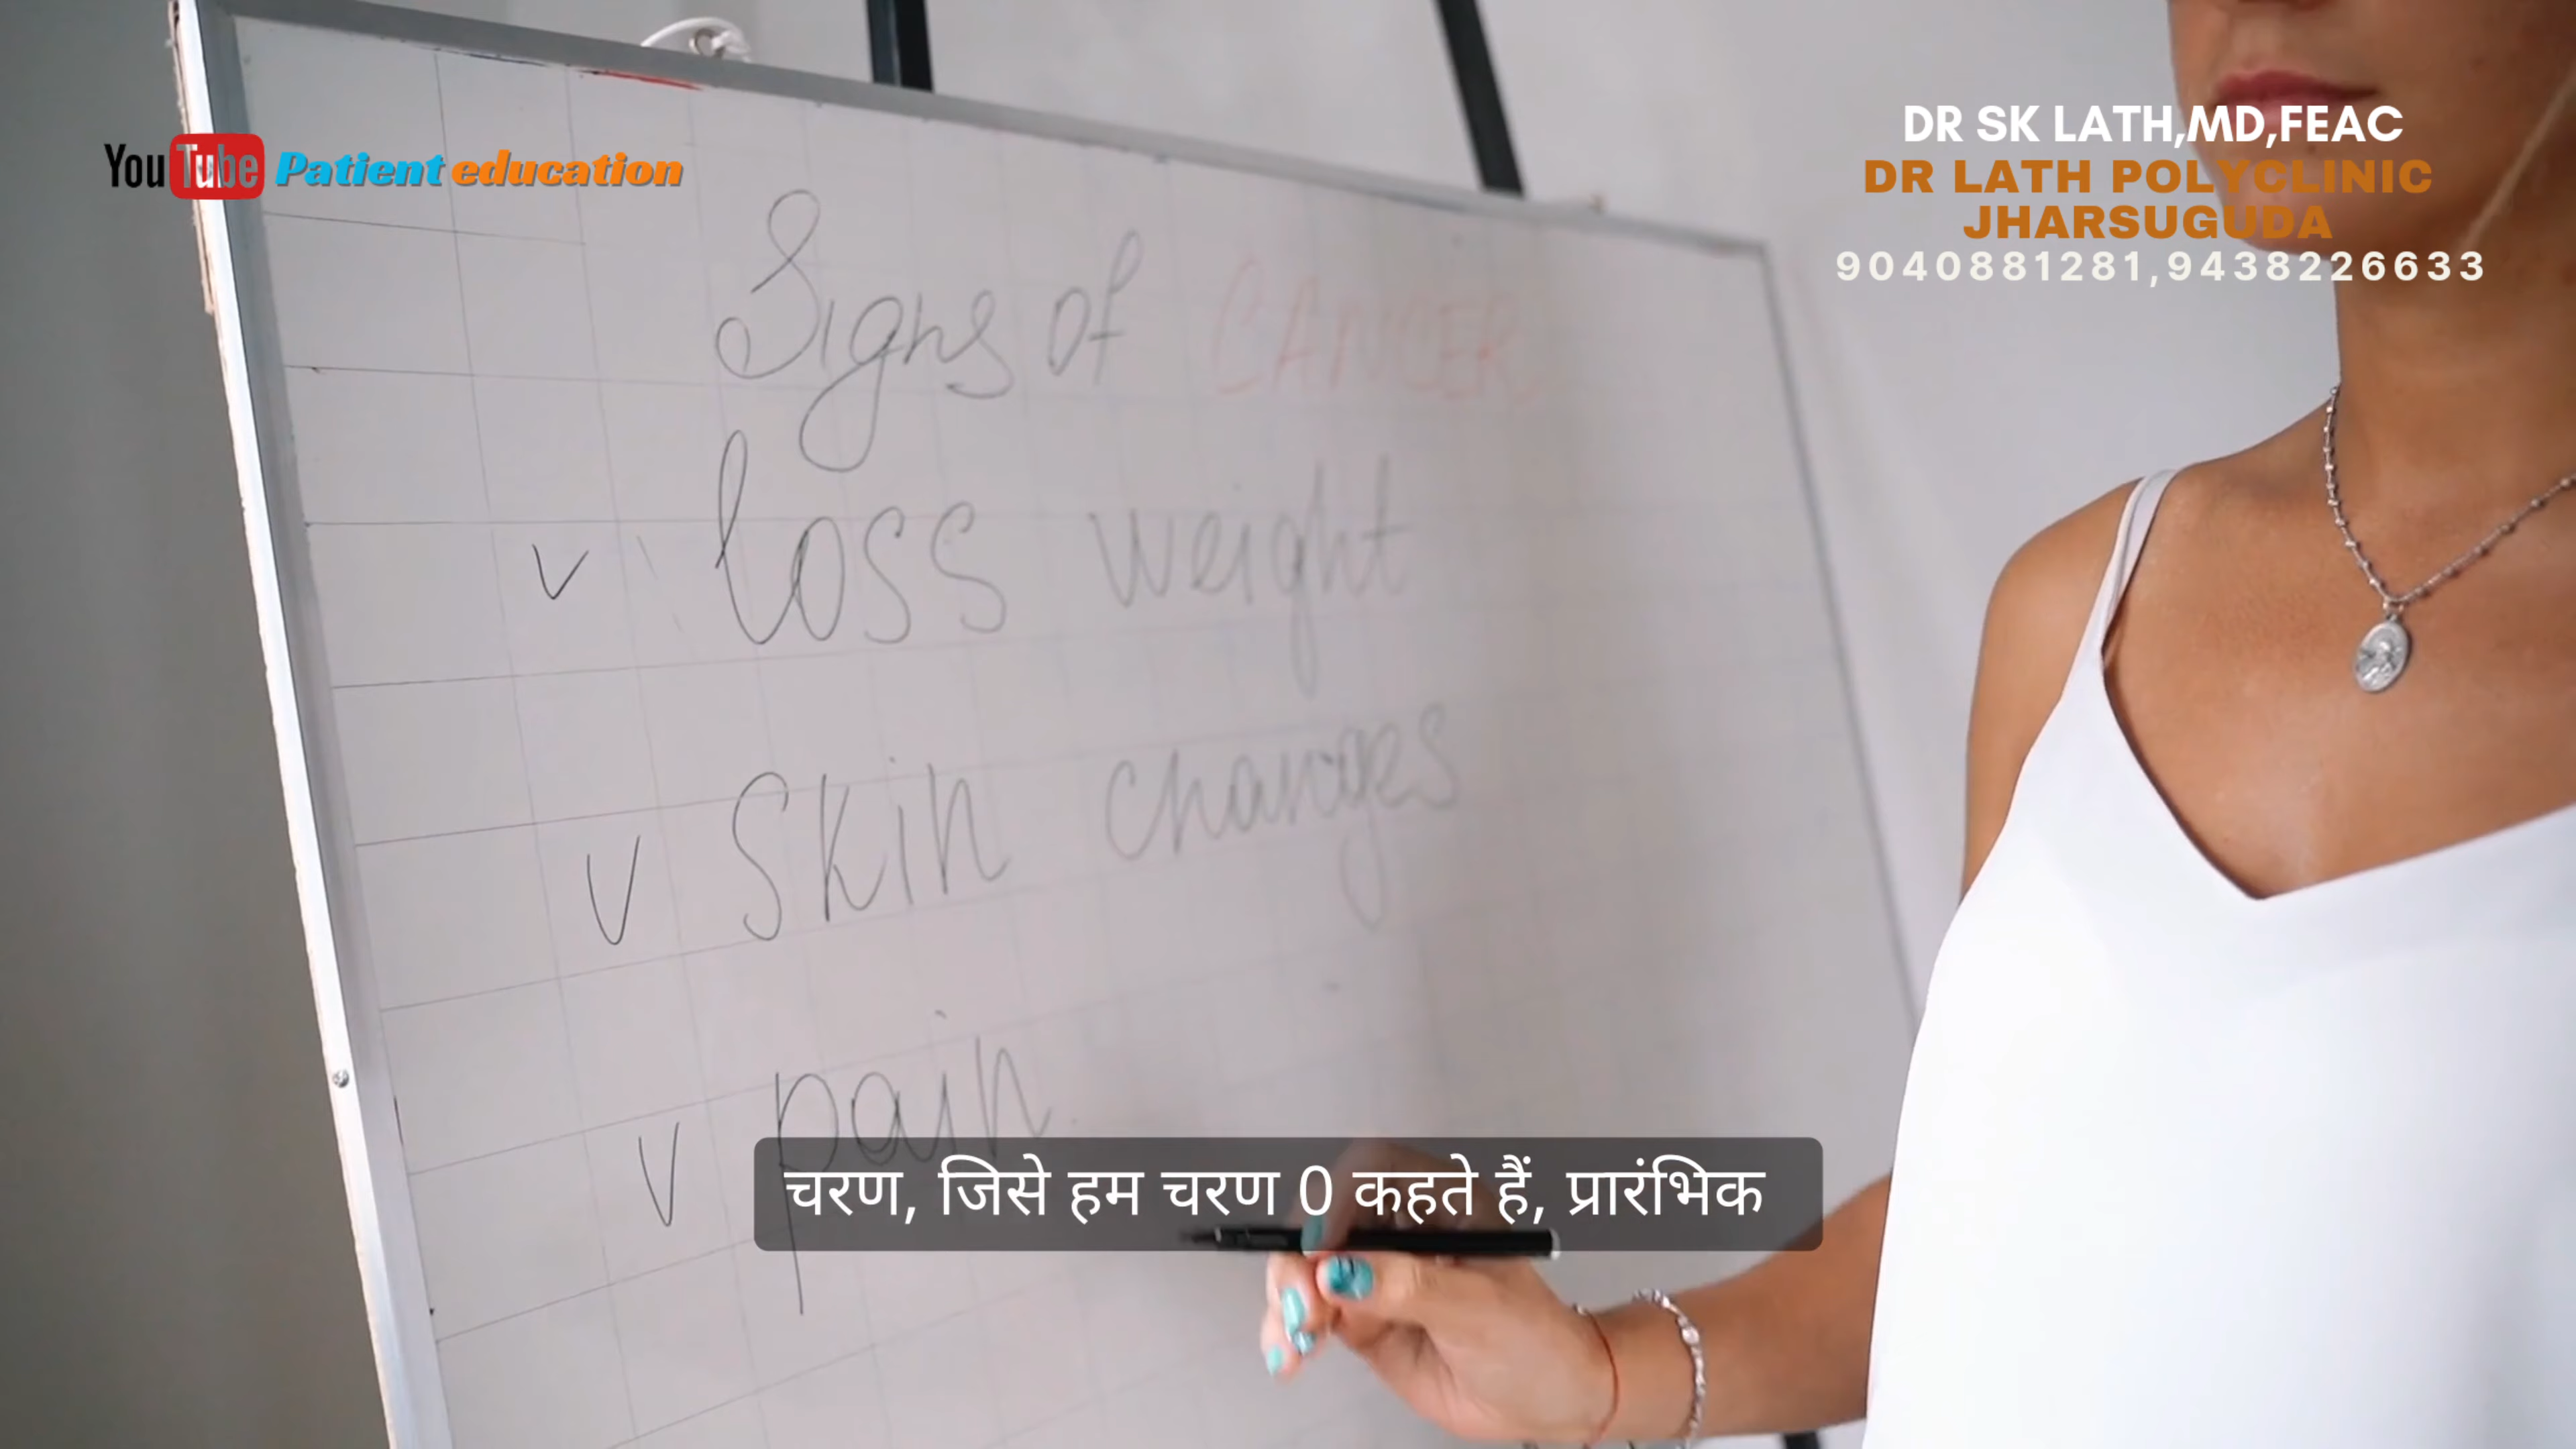 YouTube Patient education
DR SK LATH,MD,FEAC
DR LATH POLYCLINIC
JHARSUGUDA
9040881281,9438226633
Signs of CANCER
v loss weight
v skin changes
v pain
चरण, जिसे हम चरण 0 कहते हैं, प्रारंभिक